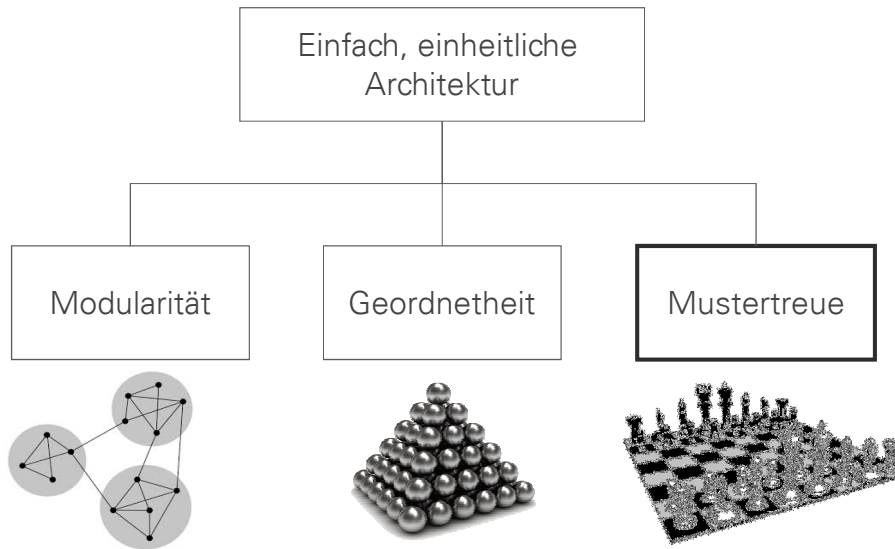 Einfach, einheitliche
Architektur
Modularität
Geordnetheit
Mustertreue